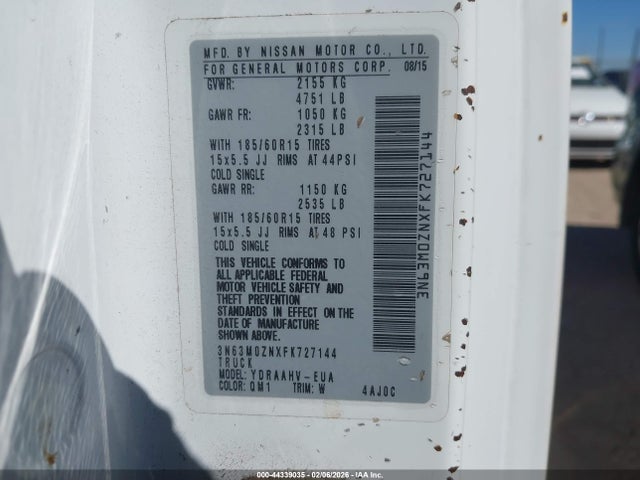 MFD. BY NISSAN MOTOR CO., LTD.
FOR GENERAL MOTORS CORP. 08/15
GVWR: 2155 KG
4751 LB
GAWR FR: 1050 KG
2315 LB
WITH 185/60R15 TIRES
15x5.5 JJ RIMS AT 44PSI
COLD SINGLE
GAWR RR: 1150 KG
2535 LB
WITH 185/60R15 TIRES
15x5.5 JJ RIMS AT 48 PSI
COLD SINGLE
THIS VEHICLE CONFORMS TO
ALL APPLICABLE FEDERAL
MOTOR VEHICLE SAFETY AND
THEFT PREVENTION
STANDARDS IN EFFECT ON THE
DATE OF MANUFACTURE
SHOWN ABOVE.
3N63M0ZNXFK727144
TRUCK
MODEL: YDRAAHV-EUA
COLOR: QM1 TRIM: W 4AJ0C
3N63M0ZNXFK727144
000-44339035 - 02/06/2026 - IAAI.COM